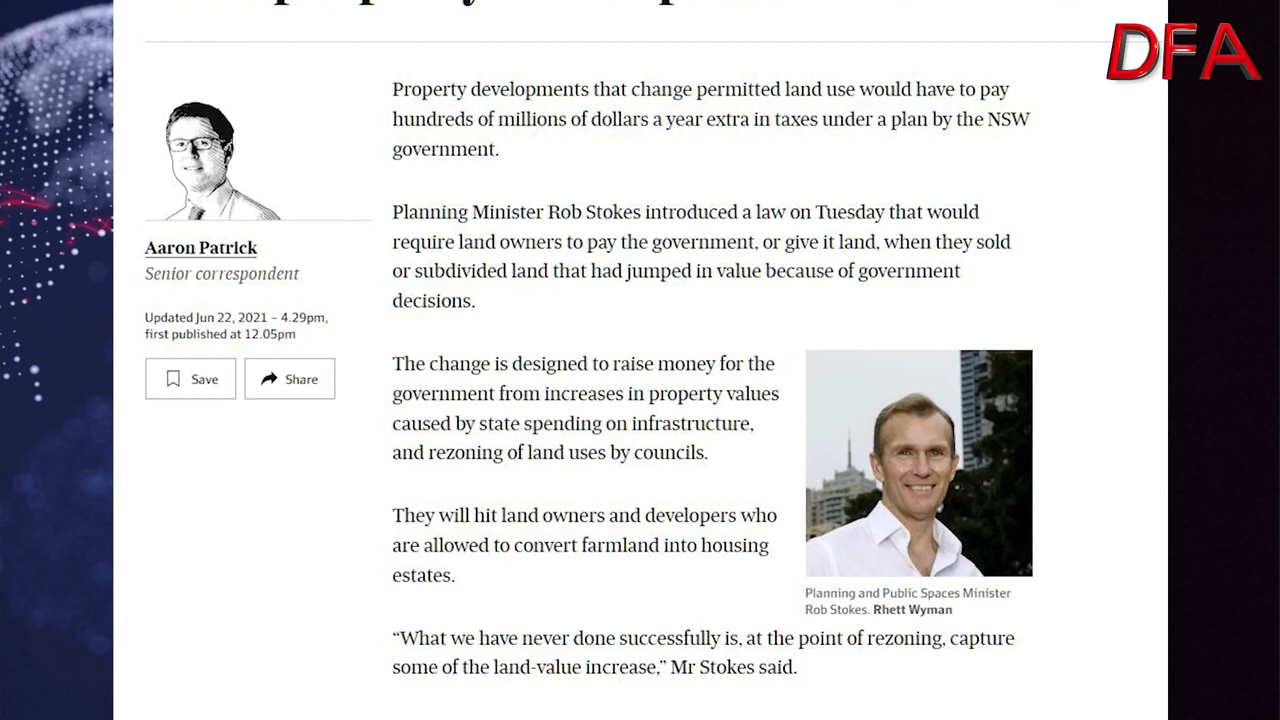 DFA
Aaron Patrick
Senior correspondent
Updated Jun 22, 2021 – 4.29pm,
first published at 12.05pm
Save
Share
Property developments that change permitted land use would have to pay
hundreds of millions of dollars a year extra in taxes under a plan by the NSW
government.
Planning Minister Rob Stokes introduced a law on Tuesday that would
require land owners to pay the government, or give it land, when they sold
or subdivided land that had jumped in value because of government
decisions.
The change is designed to raise money for the
government from increases in property values
caused by state spending on infrastructure,
and rezoning of land uses by councils.
They will hit land owners and developers who
are allowed to convert farmland into housing
estates.
Planning and Public Spaces Minister
Rob Stokes. Rhett Wyman
“What we have never done successfully is, at the point of rezoning, capture
some of the land-value increase,” Mr Stokes said.